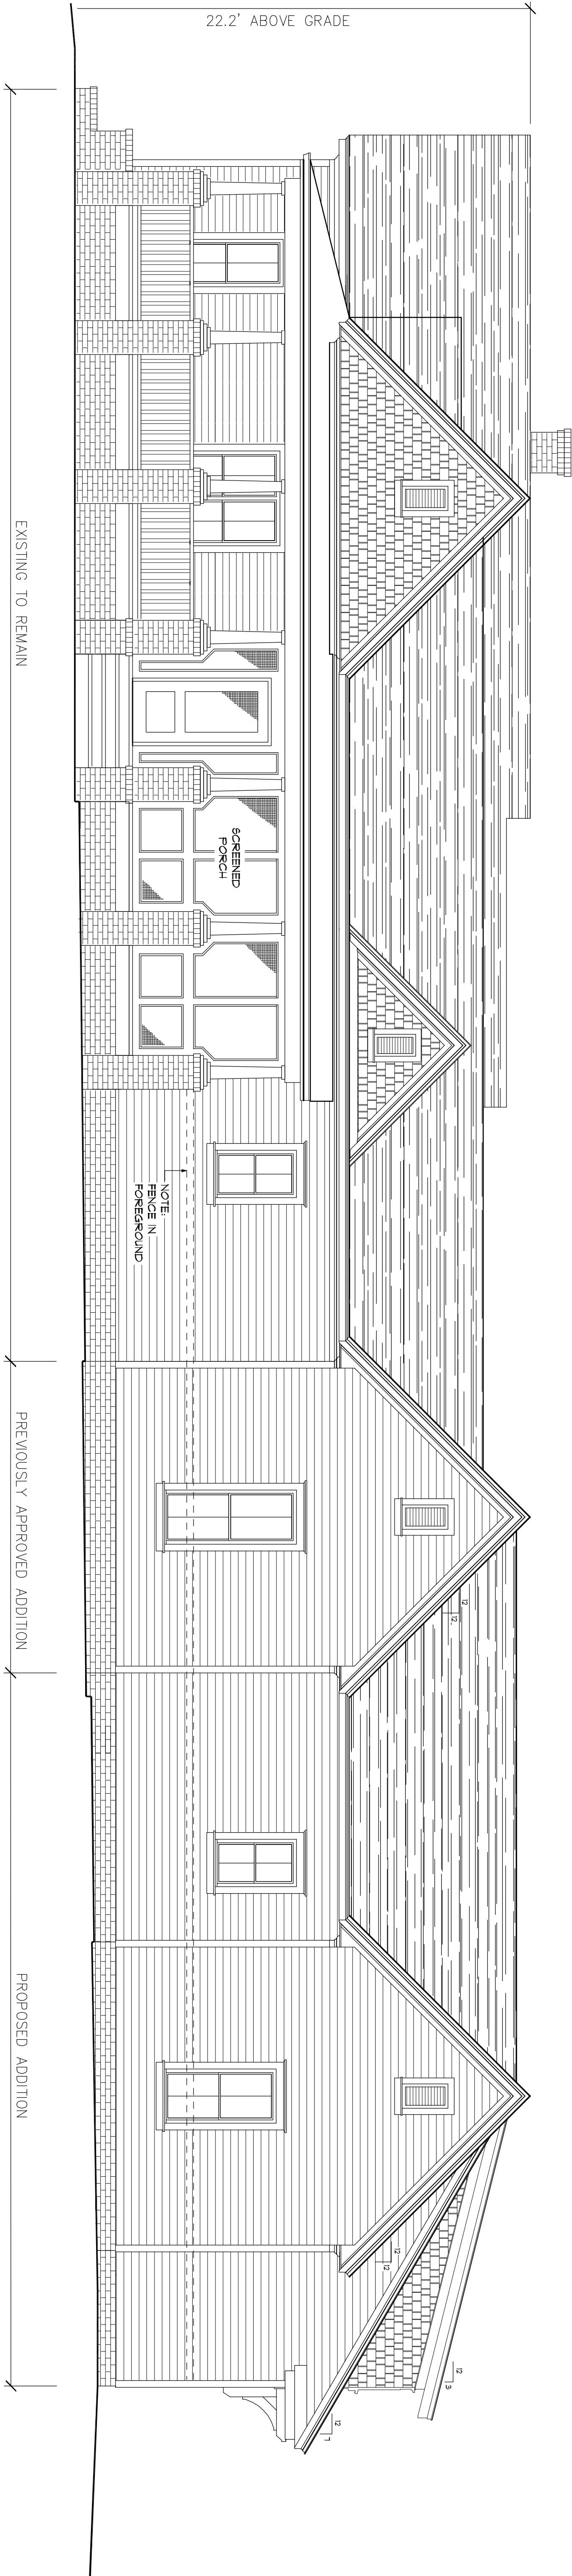 22.2' ABOVE GRADE
SCREENED
PORCH
NOTE:
FENCE IN
FOREGROUND
12
12
12
12
12
3
12
7
EXISTING TO REMAIN
PREVIOUSLY APPROVED ADDITION
PROPOSED ADDITION